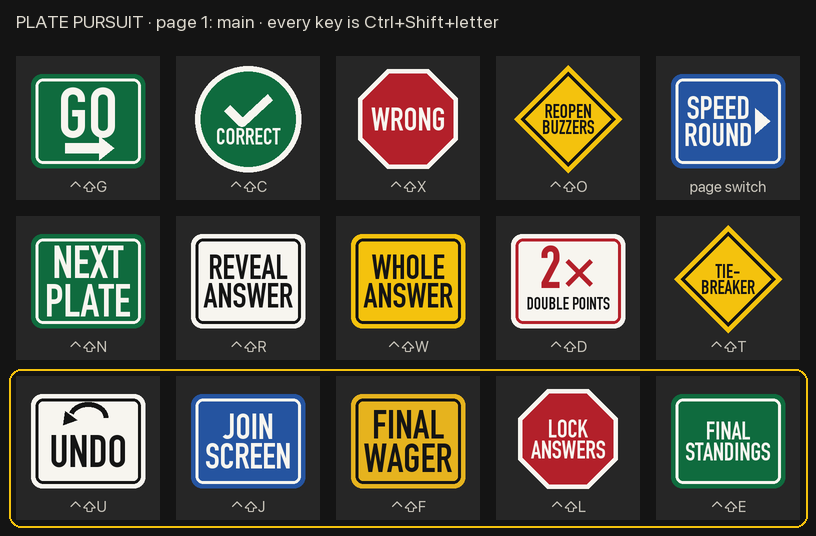 PLATE PURSUIT · page 1: main · every key is Ctrl+Shift+letter
GO
CORRECT
WRONG
REOPEN
BUZZERS
SPEED
ROUND
^⇧G
^⇧C
^⇧X
^⇧O
page switch
NEXT
PLATE
REVEAL
ANSWER
WHOLE
ANSWER
2×
DOUBLE POINTS
TIE-
BREAKER
^⇧N
^⇧R
^⇧W
^⇧D
^⇧T
UNDO
JOIN
SCREEN
FINAL
WAGER
LOCK
ANSWERS
FINAL
STANDINGS
^⇧U
^⇧J
^⇧F
^⇧L
^⇧E